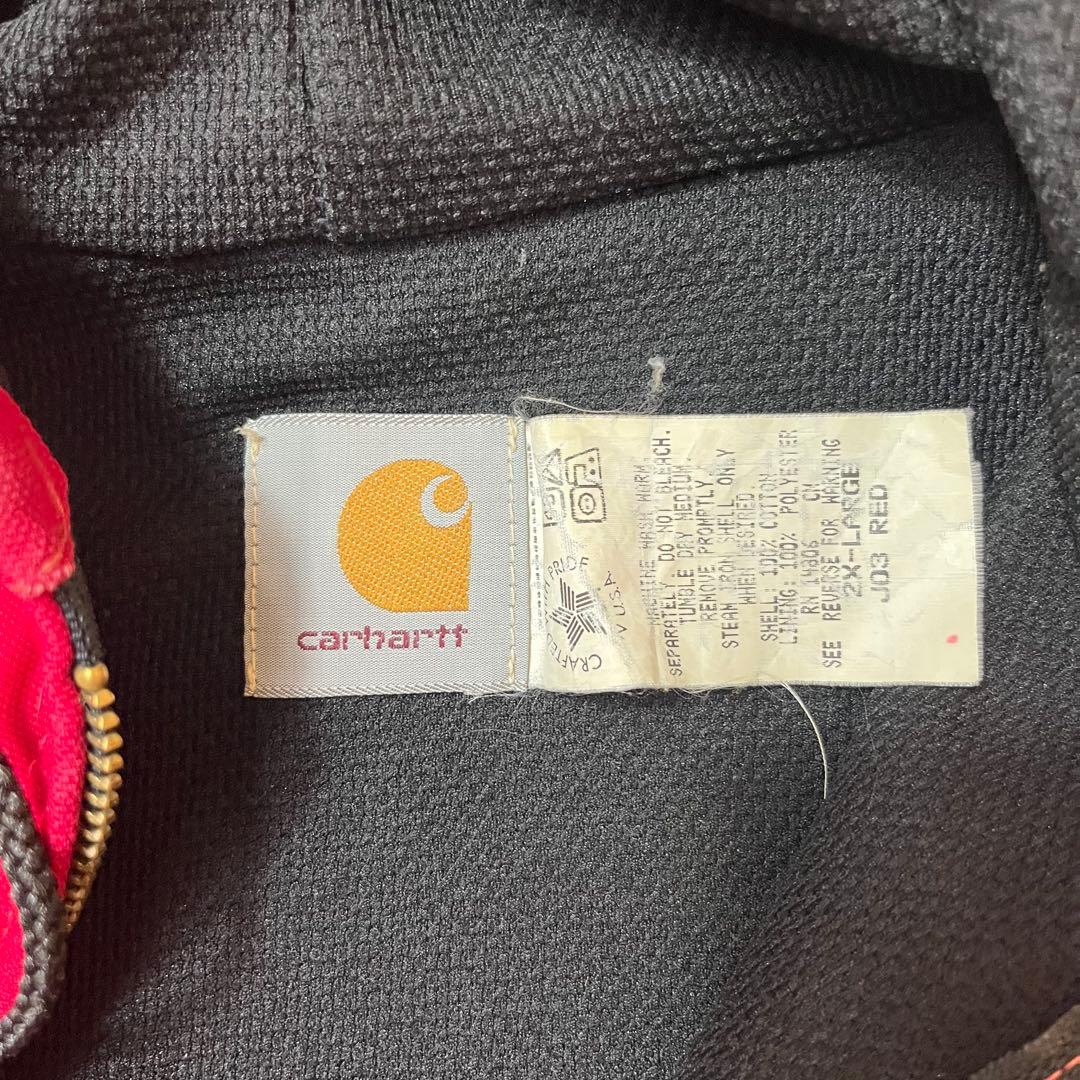 carhartt
CRAFTED WITH PRIDE
U.S.A.
MACHINE WASH WARM
SEPARATELY DO NOT BLEACH.
TUMBLE DRY MEDIUM
REMOVE PROMPTLY
STEAM IRON SHELL ONLY
WHEN DESIRED
SHELL: 100% COTTON
LINING: 100% POLYESTER
RN 14806 CN
SEE REVERSE FOR WARNING
2X-LARGE
J03 RED